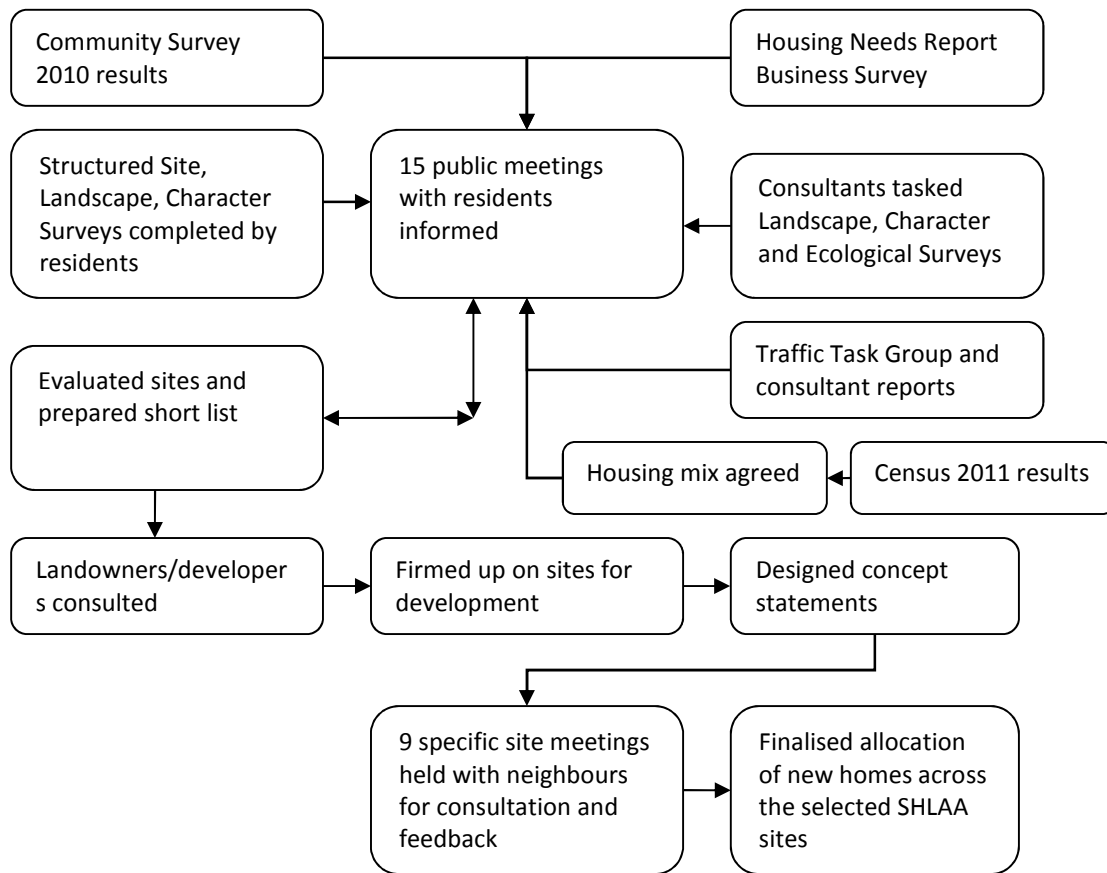 Community Survey
2010 results
Housing Needs Report
Business Survey
Structured Site,
Landscape, Character
Surveys completed by
residents
15 public meetings
with residents
informed
Consultants tasked
Landscape, Character
and Ecological Surveys
Traffic Task Group and
consultant reports
Evaluated sites and
prepared short list
Housing mix agreed
Census 2011 results
Landowners/developer
s consulted
Firmed up on sites for
development
Designed concept
statements
9 specific site meetings
held with neighbours
for consultation and
feedback
Finalised allocation
of new homes across
the selected SHLAA
sites